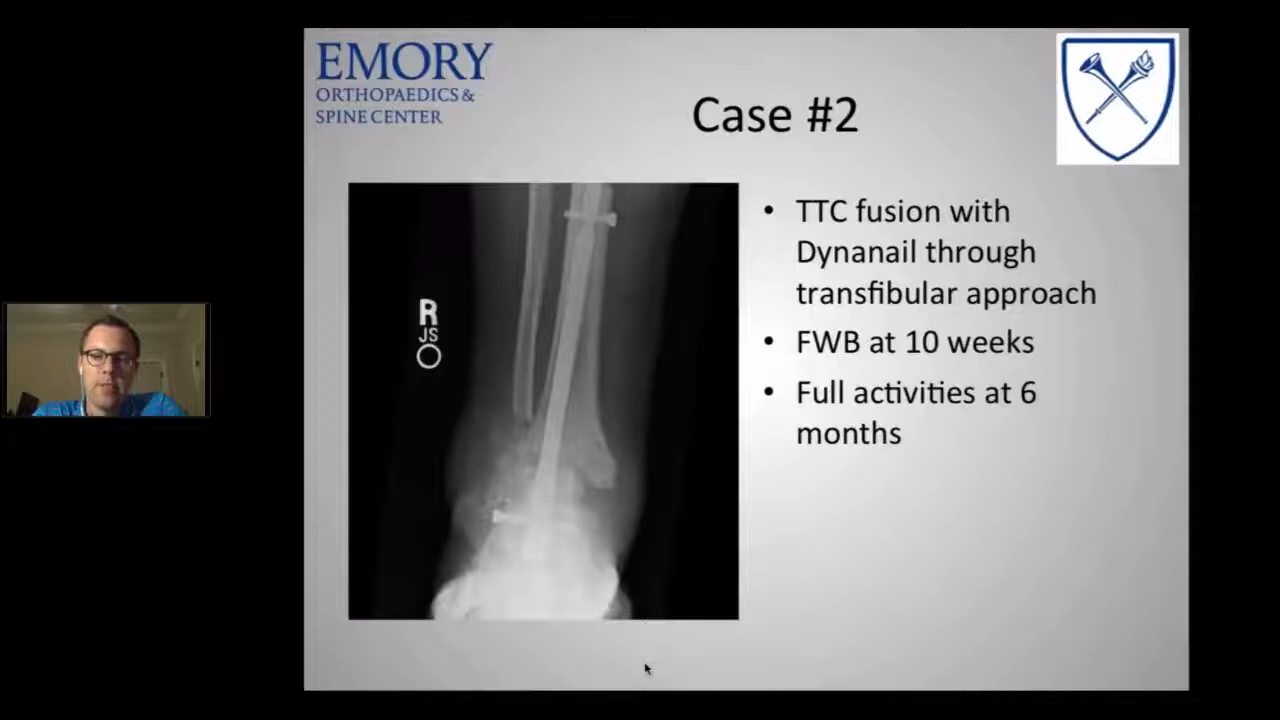 EMORY
ORTHOPAEDICS &
SPINE CENTER
Case #2
R
JS
• TTC fusion with
Dynanail through
transfibular approach
• FWB at 10 weeks
• Full activities at 6
months